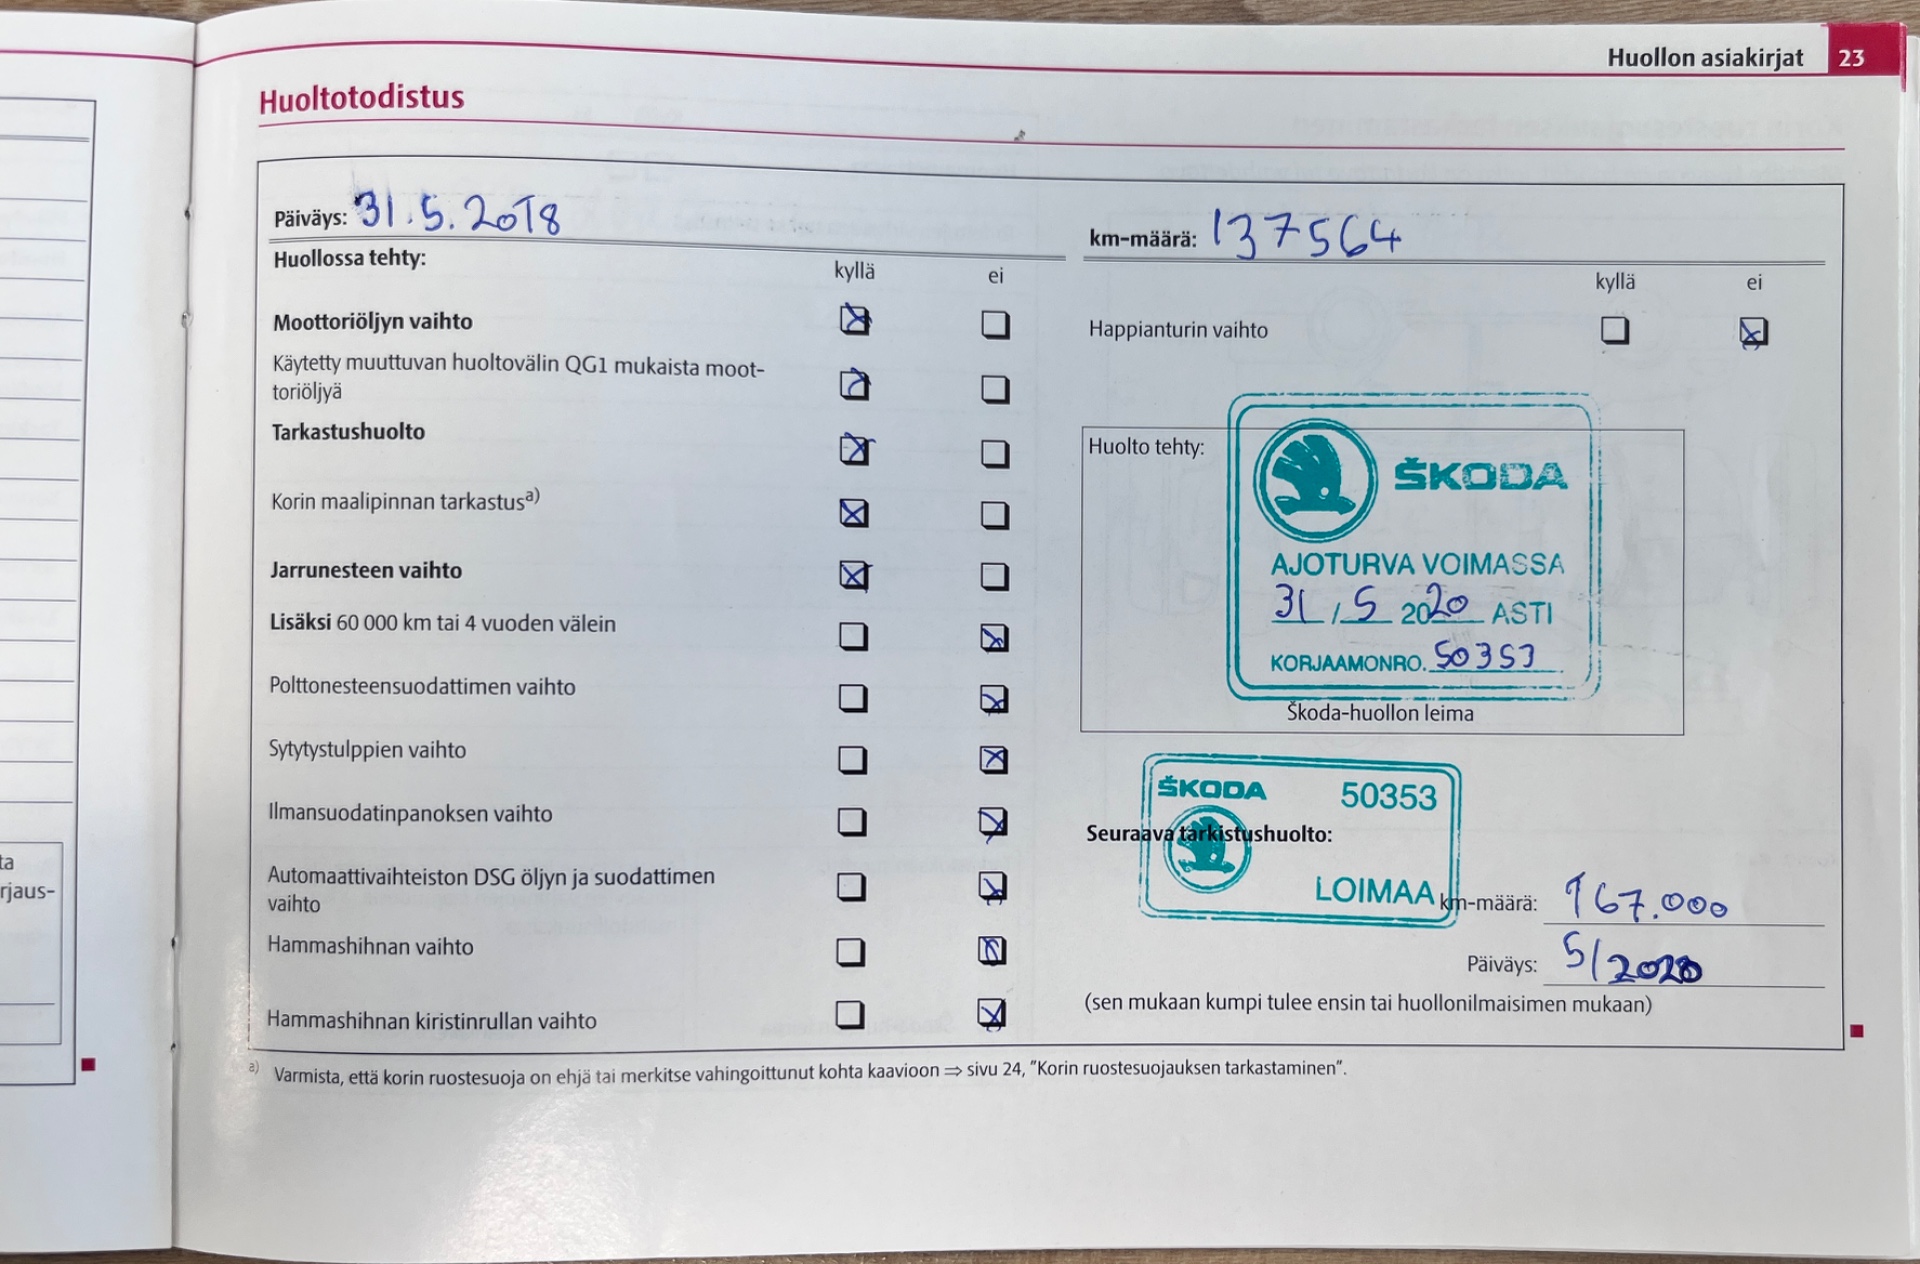 Huollon asiakirjat 23
Huoltotodistus
Päiväys: 31.5.2018
km-määrä: 137564
Huollossa tehty:
kyllä ei
kyllä ei
Moottoriöljyn vaihto
Käytetty muuttuvan huoltovälin QG1 mukaista moot-
toriöljyä
Tarkastushuolto
Korin maalipinnan tarkastusa)
Jarrunesteen vaihto
Lisäksi 60 000 km tai 4 vuoden välein
Polttonesteensuodattimen vaihto
Sytytystulppien vaihto
Ilmansuodatinpanoksen vaihto
Automaattivaihteiston DSG öljyn ja suodattimen
vaihto
Hammashihnan vaihto
Hammashihnan kiristinrullan vaihto
Happianturin vaihto
Huolto tehty:
ŠKODA
AJOTURVA VOIMASSA
31 / 5 2020 ASTI
KORJAAMONRO. 50353
Škoda-huollon leima
ŠKODA 50353
Seuraava tarkistushuolto:
LOIMAA
km-määrä: 167.000
Päiväys: 5/2020
(sen mukaan kumpi tulee ensin tai huollonilmaisimen mukaan)
a) Varmista, että korin ruostesuoja on ehjä tai merkitse vahingoittunut kohta kaavioon ⇒ sivu 24, "Korin ruostesuojauksen tarkastaminen".
ta
rjaus-